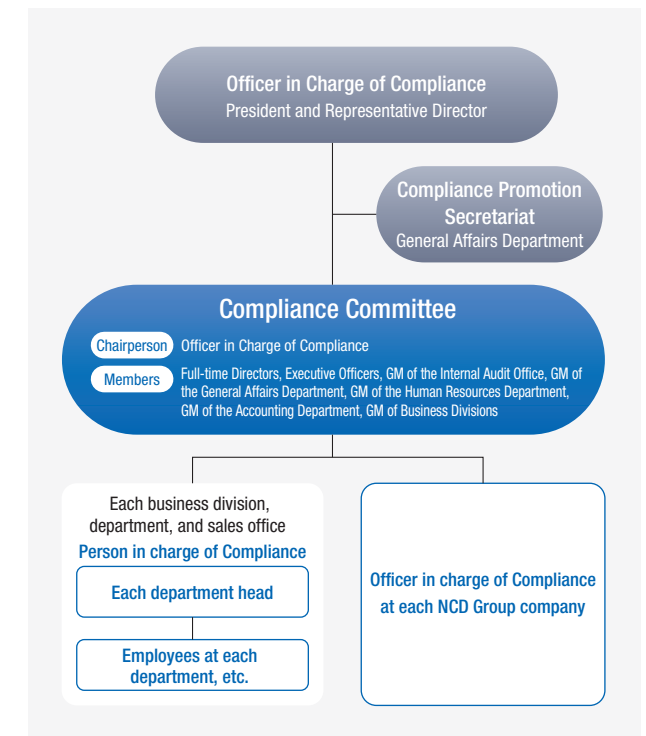 Officer in Charge of Compliance
President and Representative Director
Compliance Promotion
Secretariat
General Affairs Department
Compliance Committee
Chairperson Officer in Charge of Compliance
Members Full-time Directors, Executive Officers, GM of the Internal Audit Office, GM of
the General Affairs Department, GM of the Human Resources Department,
GM of the Accounting Department, GM of Business Divisions
Each business division,
department, and sales office
Person in charge of Compliance
Each department head
Employees at each
department, etc.
Officer in charge of Compliance
at each NCD Group company